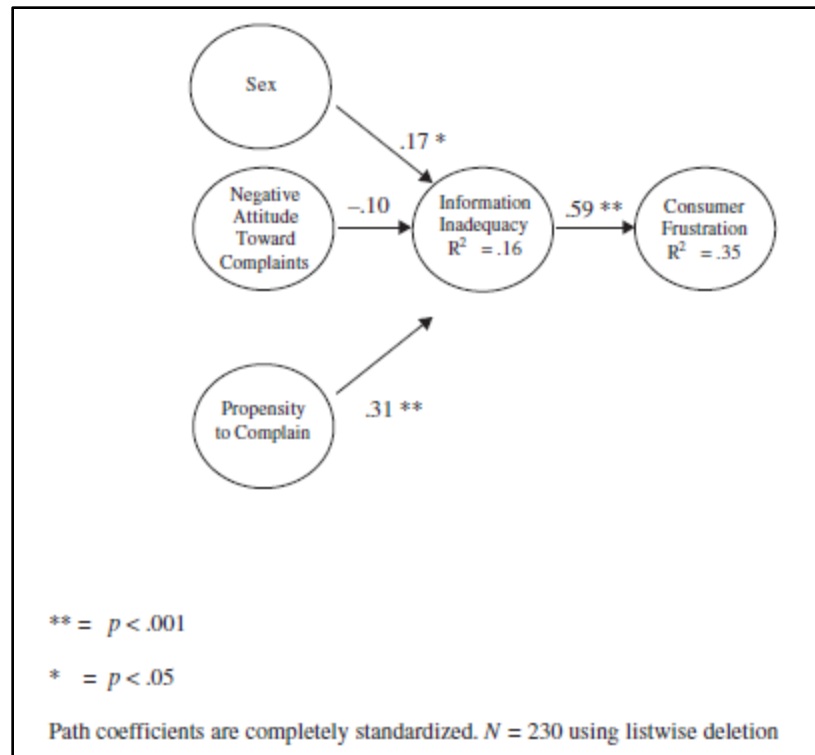 Sex
.17 *
Negative
Attitude
Toward
Complaints
–.10
Information
Inadequacy
R² = .16
.59 **
Consumer
Frustration
R² = .35
Propensity
to Complain
.31 **
** = p < .001
* = p < .05
Path coefficients are completely standardized. N = 230 using listwise deletion